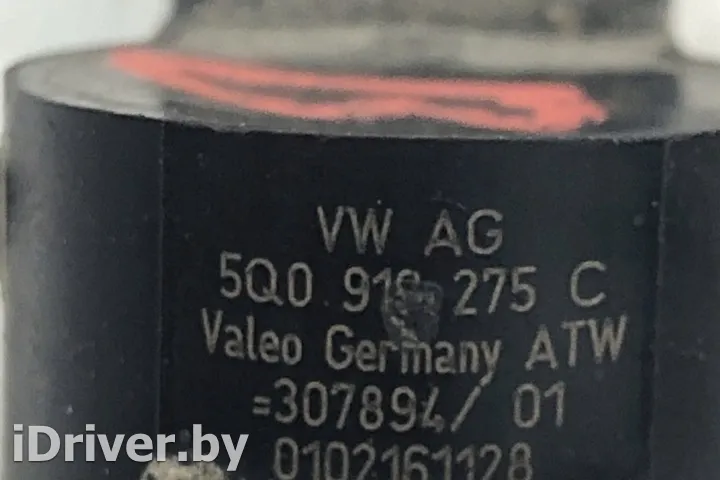 VW AG
5Q0 919 275 C
Valeo Germany ATW
=307894/ 01
0102161128
iDriver.by